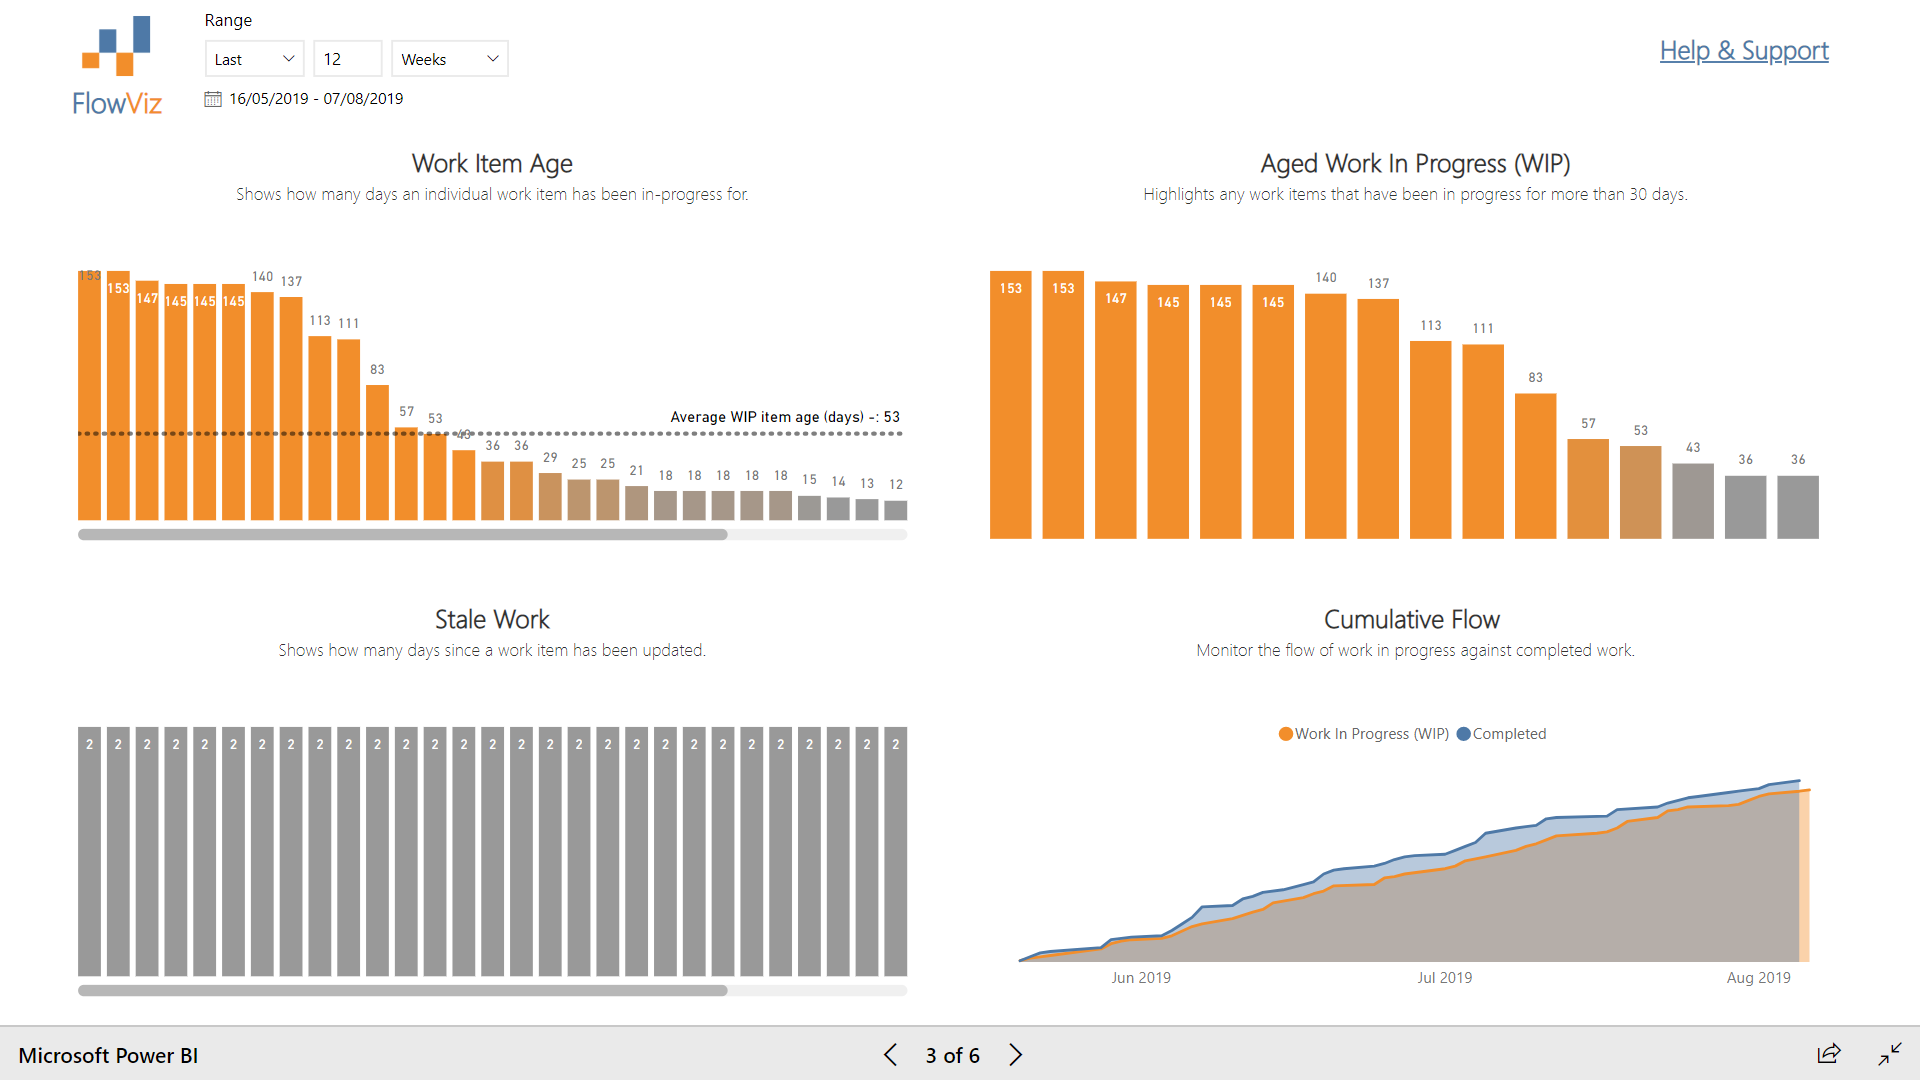 FlowViz
Range
Last
12
Weeks
16/05/2019 - 07/08/2019
Help & Support
Work Item Age
Shows how many days an individual work item has been in-progress for.
153 153 147 145 145 145 140 137 113 111 83 57 53 43 36 36 29 25 25 21 18 18 18 18 18 15 14 13 12
Average WIP item age (days) -: 53
Aged Work In Progress (WIP)
Highlights any work items that have been in progress for more than 30 days.
153 153 147 145 145 145 140 137 113 111 83 57 53 43 36 36
Stale Work
Shows how many days since a work item has been updated.
2 2 2 2 2 2 2 2 2 2 2 2 2 2 2 2 2 2 2 2 2 2 2 2 2 2 2 2 2
Cumulative Flow
Monitor the flow of work in progress against completed work.
Work In Progress (WIP) Completed
Jun 2019 Jul 2019 Aug 2019
Microsoft Power BI
3 of 6